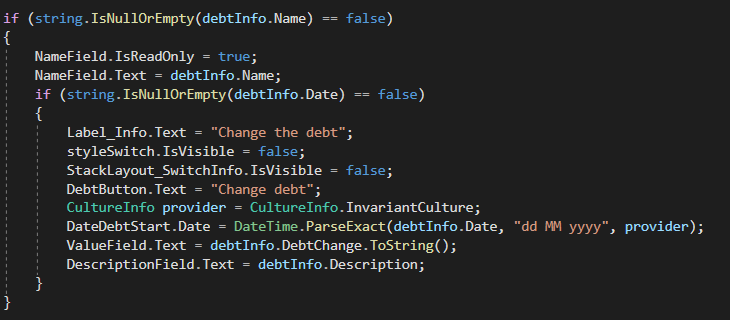 if (string.IsNullOrEmpty(debtInfo.Name) == false)
{
    NameField.IsReadOnly = true;
    NameField.Text = debtInfo.Name;
    if (string.IsNullOrEmpty(debtInfo.Date) == false)
    {
        Label_Info.Text = "Change the debt";
        styleSwitch.IsVisible = false;
        StackLayout_SwitchInfo.IsVisible = false;
        DebtButton.Text = "Change debt";
        CultureInfo provider = CultureInfo.InvariantCulture;
        DateDebtStart.Date = DateTime.ParseExact(debtInfo.Date, "dd MM yyyy", provider);
        ValueField.Text = debtInfo.DebtChange.ToString();
        DescriptionField.Text = debtInfo.Description;
    }
}